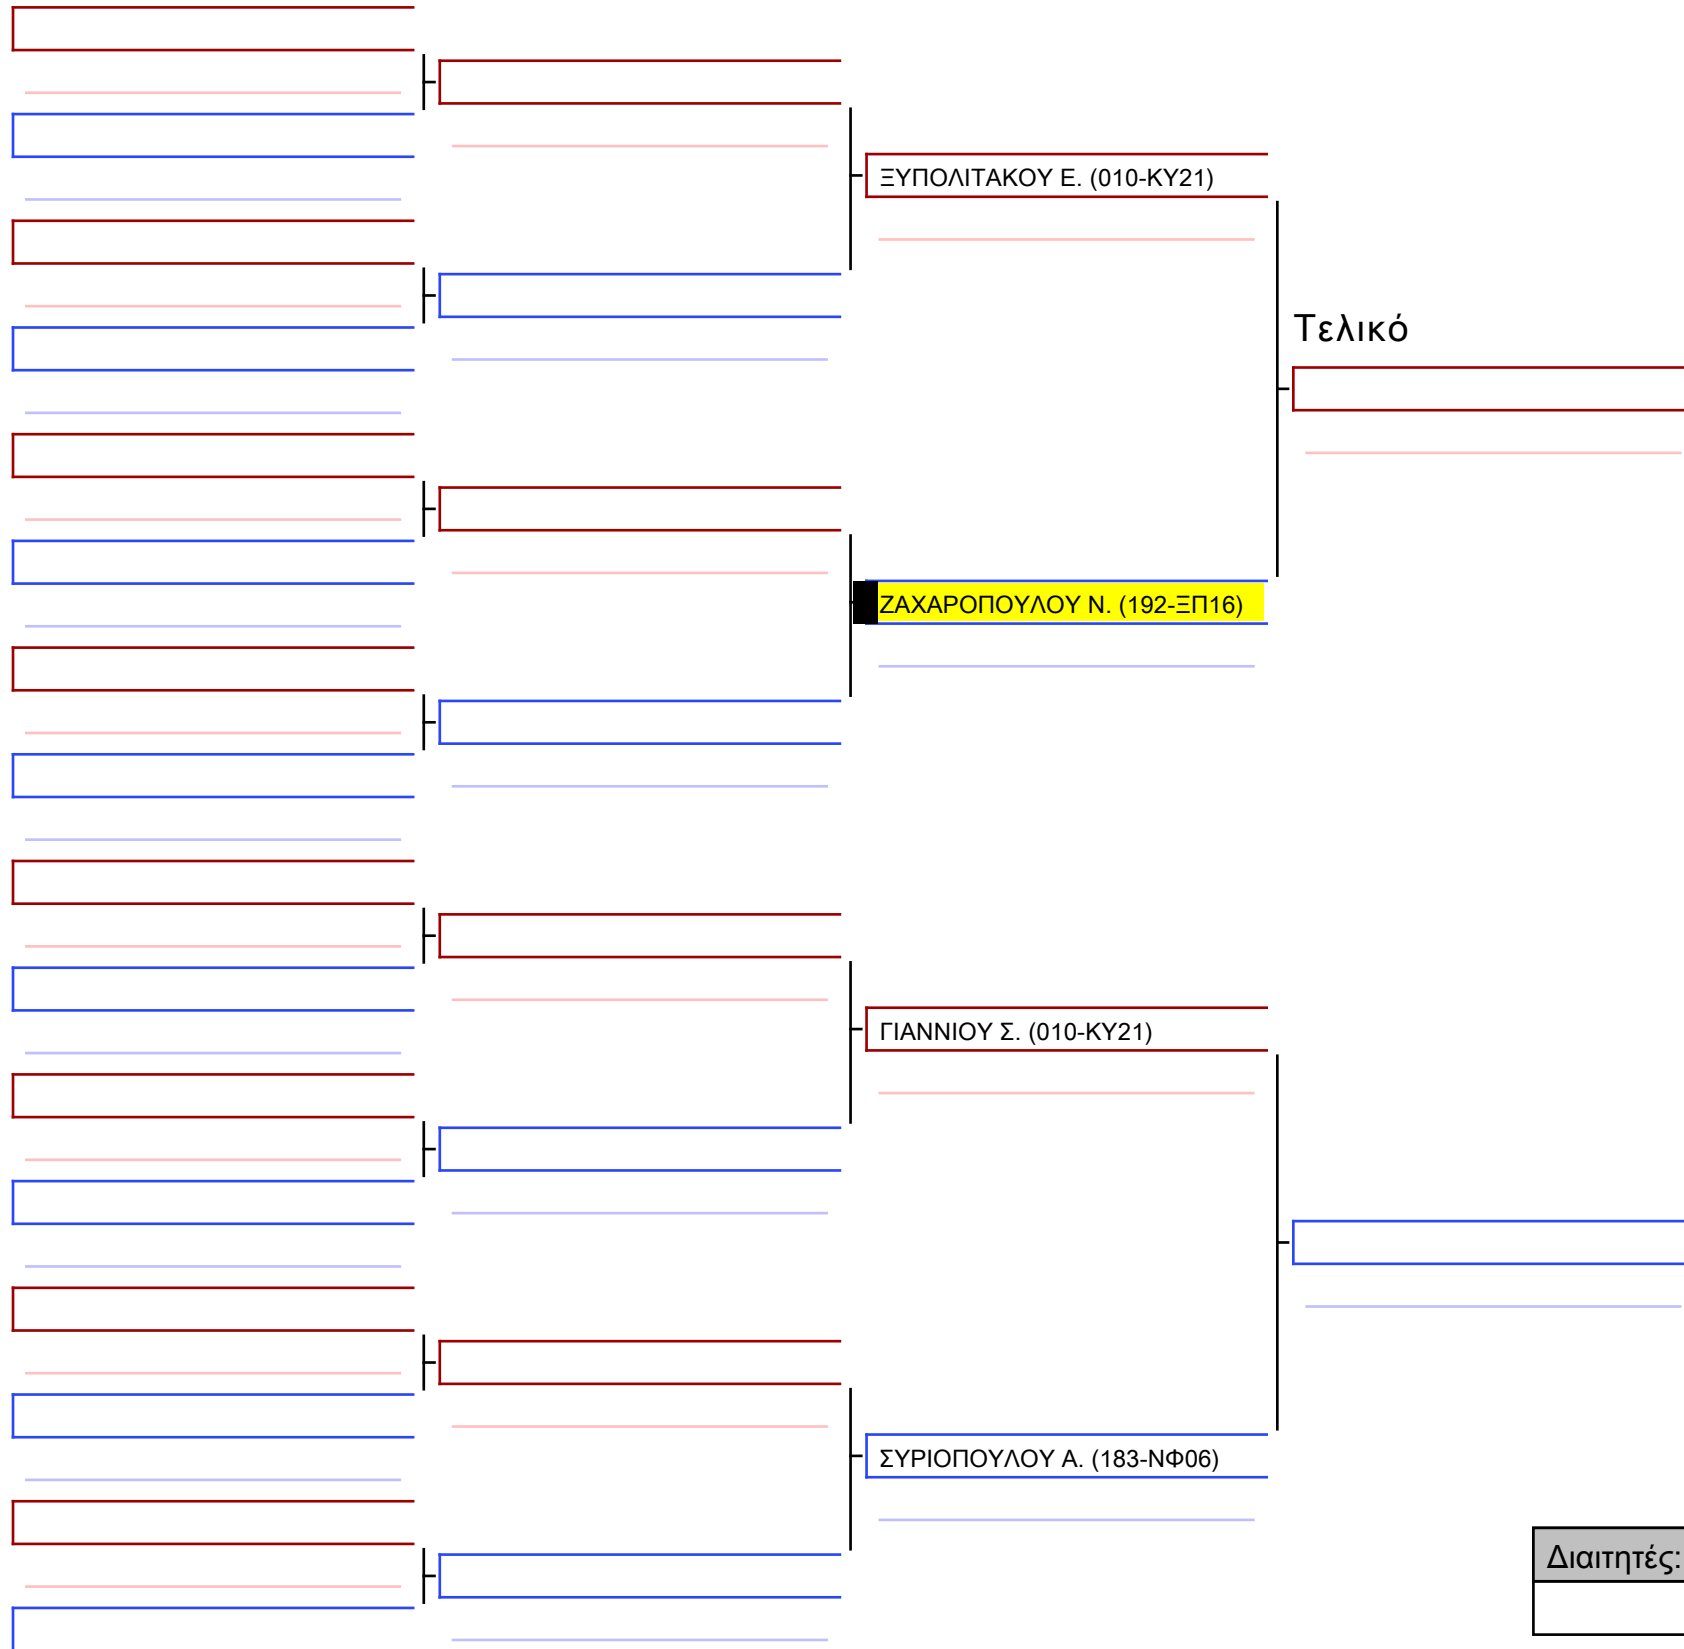 ΞΥΠΟΛΙΤΑΚΟΥ Ε. (010-ΚΥ21)
Τελικό
ΖΑΧΑΡΟΠΟΥΛΟΥ Ν. (192-ΞΠ16)
ΓΙΑΝΝΙΟΥ Σ. (010-ΚΥ21)
ΣΥΡΙΟΠΟΥΛΟΥ Α. (183-ΝΦ06)
Διαιτητές: